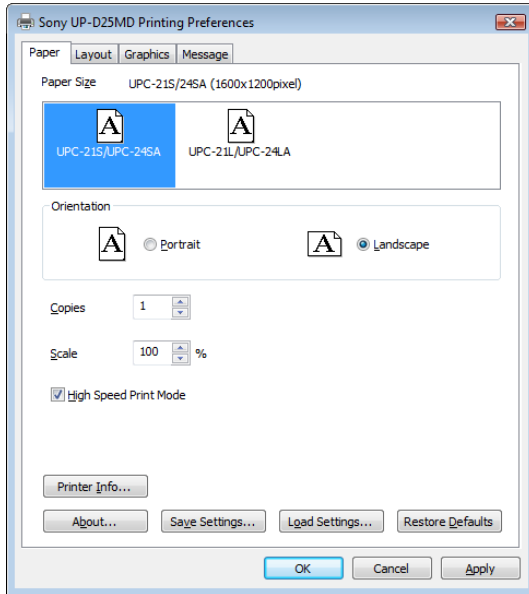 Sony UP-D25MD Printing Preferences
Paper Layout Graphics Message
Paper Size UPC-21S/24SA (1600x1200pixel)
A A
UPC-21S/UPC-24SA UPC-21L/UPC-24LA
Orientation
A Portrait A Landscape
Copies 1
Scale 100 %
High Speed Print Mode
Printer Info...
About... Save Settings... Load Settings... Restore Defaults
OK Cancel Apply